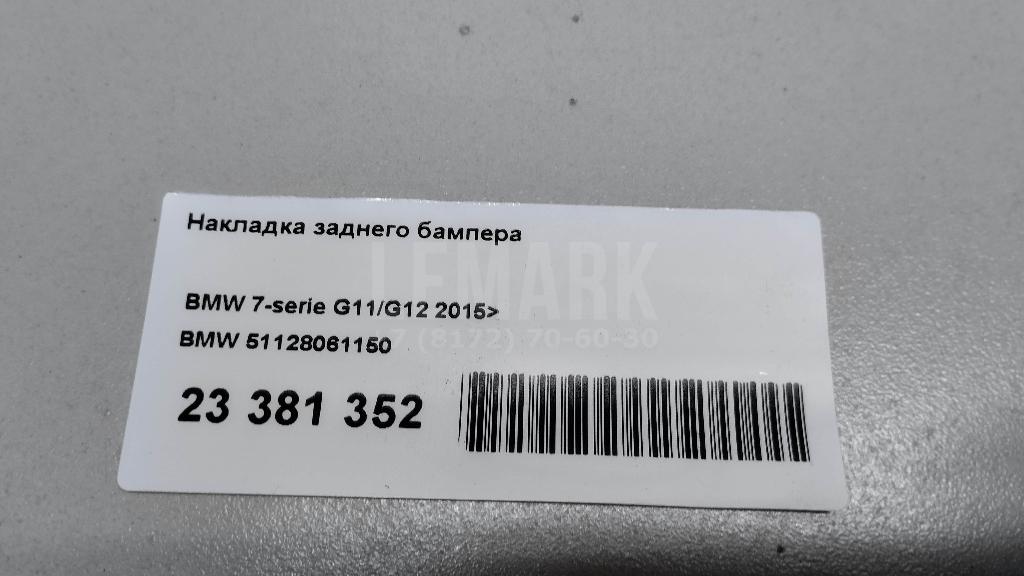 Накладка заднего бампера
LEMARK
BMW 7-serie G11/G12 2015>
+7 (8172) 70-60-30
BMW 51128061150
23 381 352